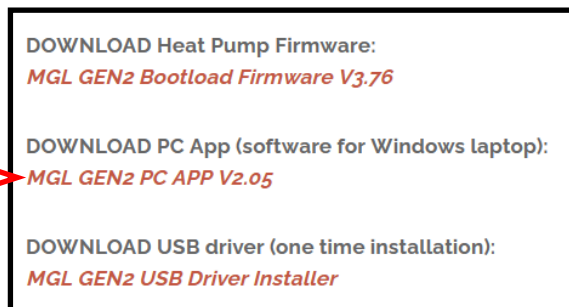 DOWNLOAD Heat Pump Firmware:
MGL GEN2 Bootload Firmware V3.76
DOWNLOAD PC App (software for Windows laptop):
MGL GEN2 PC APP V2.05
DOWNLOAD USB driver (one time installation):
MGL GEN2 USB Driver Installer